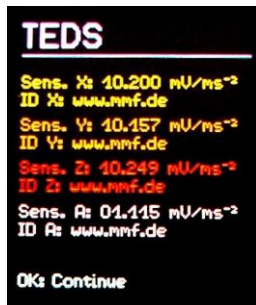 TEDS
Sens. X: 10.200 mV/ms⁻²
ID X: www.mmf.de
Sens. Y: 10.157 mV/ms⁻²
ID Y: www.mmf.de
Sens. Z: 10.249 mV/ms⁻²
ID Z: www.mmf.de
Sens. A: 01.115 mV/ms⁻²
ID A: www.mmf.de
OK: Continue